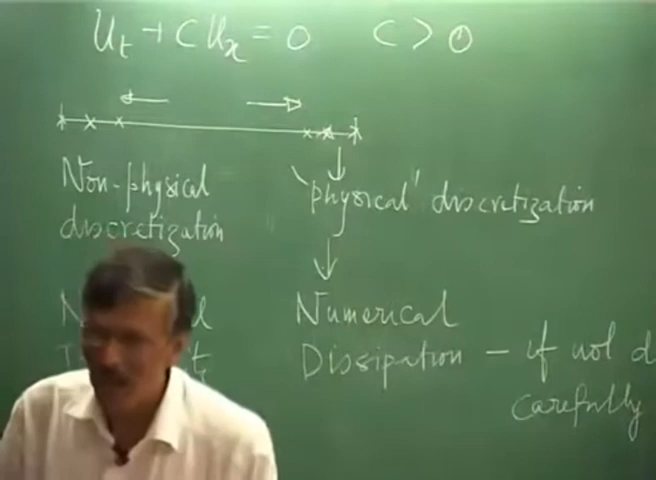 U_t + C U_x = 0 C > 0
Non-physical
discretization
"physical" discretization
Numerical
Dissipation - if not
carefully